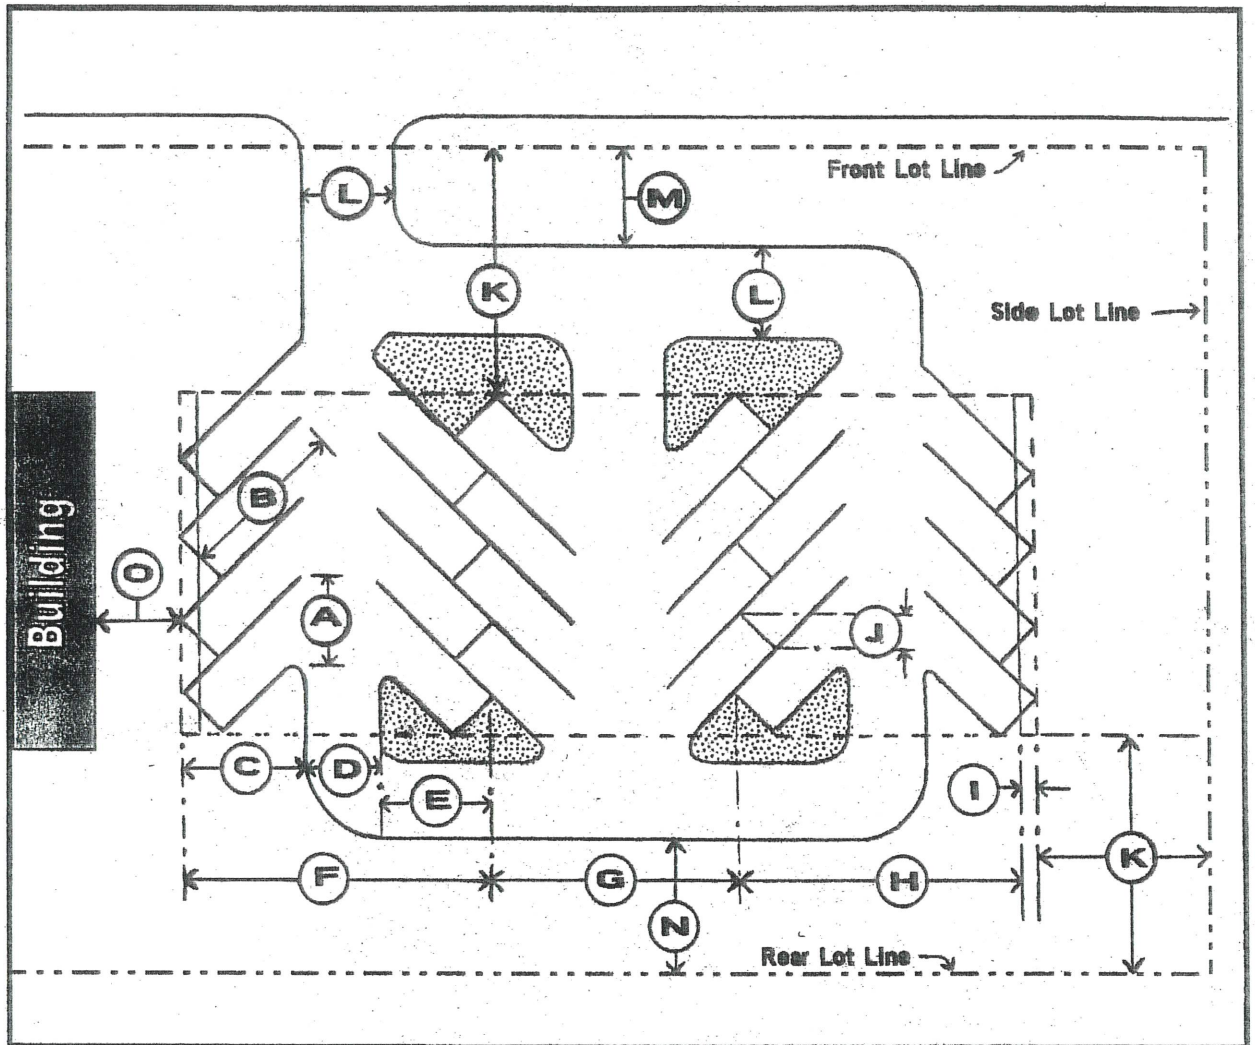 Front Lot Line
L
M
K
L
Side Lot Line
B
Building
O
A
J
C
D
E
I
F
G
H
K
N
Rear Lot Line